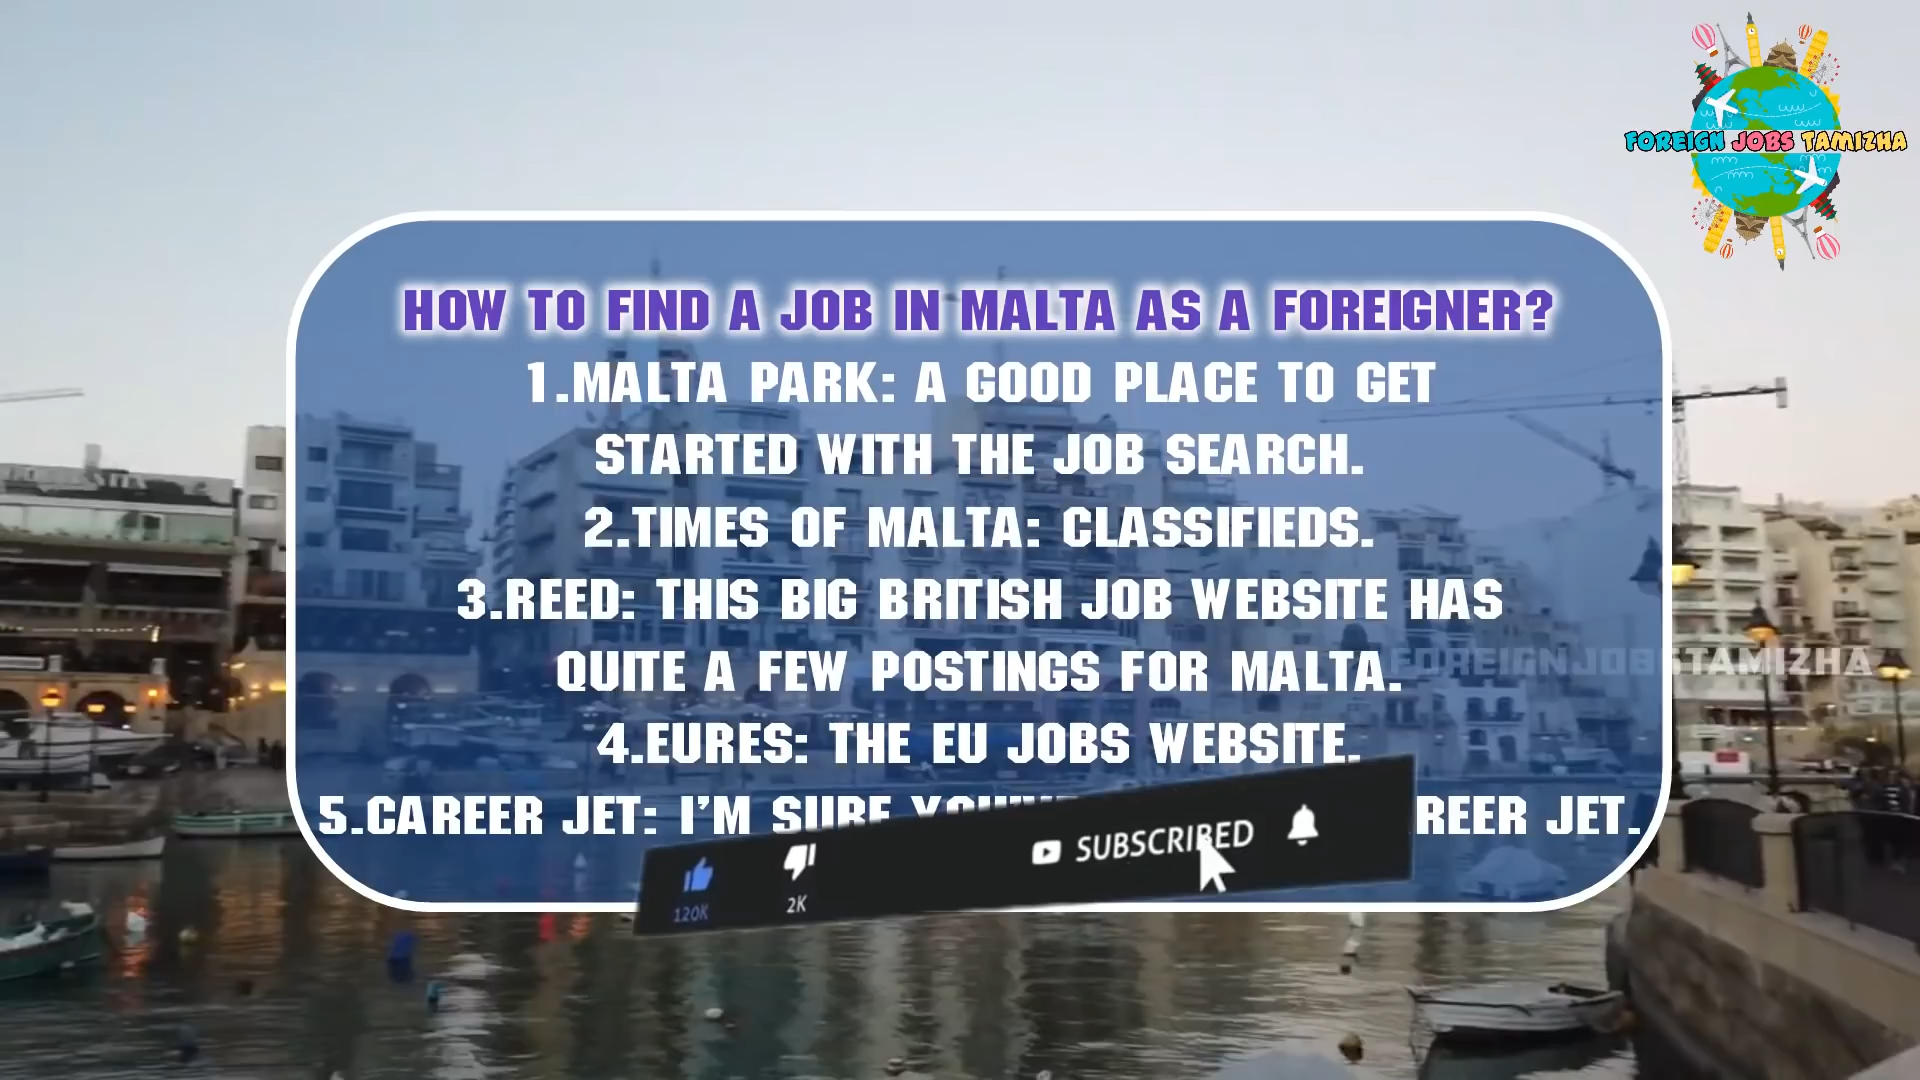 FOREIGN JOBS TAMIZHA
HOW TO FIND A JOB IN MALTA AS A FOREIGNER?
1.MALTA PARK: A GOOD PLACE TO GET
STARTED WITH THE JOB SEARCH.
2.TIMES OF MALTA: CLASSIFIEDS.
3.REED: THIS BIG BRITISH JOB WEBSITE HAS
QUITE A FEW POSTINGS FOR MALTA.
FOREIGNJOBSTAMIZHA
4.EURES: THE EU JOBS WEBSITE.
5.CAREER JET: I'M SURE JET.
SUBSCRIBED
120K 2K